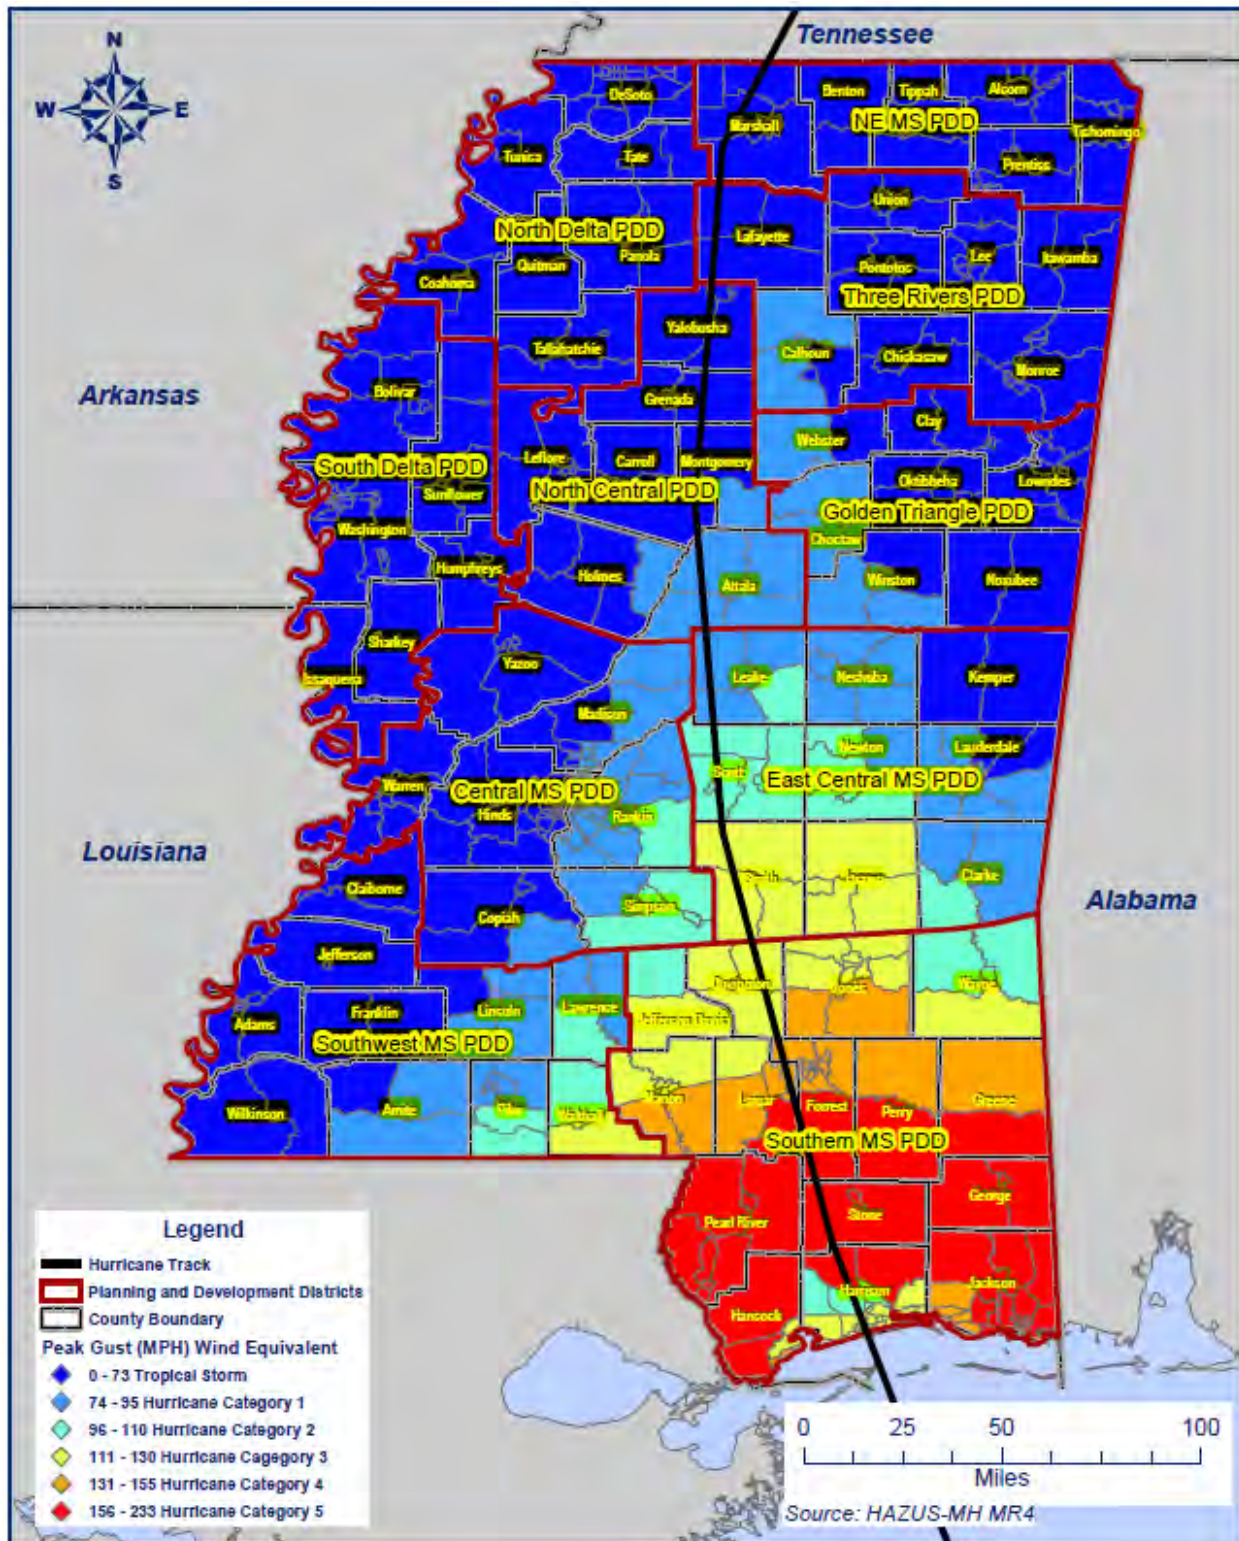 Tennessee
N
W E
S
DeSoto
Benton
Tippah
Alcorn
Marshall
NE MS PDD
Tishomingo
Tunica
Tate
Prentiss
Union
North Delta PDD
Lafayette
Panola
Quitman
Pontotoc
Lee
Itawamba
Coahoma
Three Rivers PDD
Yalobusha
Tallahatchie
Calhoun
Chickasaw
Monroe
Arkansas
Bolivar
Grenada
Clay
Webster
Leflore
Carroll
Montgomery
South Delta PDD
Sunflower
North Central PDD
Oktibbeha
Lowndes
Golden Triangle PDD
Washington
Choctaw
Humphreys
Holmes
Attala
Winston
Noxubee
Sharkey
Yazoo
Issaquena
Leake
Neshoba
Kemper
Madison
Newton
Lauderdale
Scott
East Central MS PDD
Warren
Central MS PDD
Hinds
Rankin
Louisiana
Smith
Clarke
Claiborne
Alabama
Copiah
Simpson
Jefferson
Wayne
Jones
Lincoln
Lawrence
Franklin
Adams
Jefferson Davis
Southwest MS PDD
Marion
Lamar
Forrest
Perry
Greene
Wilkinson
Amite
Pike
Walthall
Southern MS PDD
George
Pearl River
Stone
Jackson
Harrison
Hancock
Legend
Hurricane Track
Planning and Development Districts
County Boundary
Peak Gust (MPH) Wind Equivalent
0 - 73 Tropical Storm
74 - 95 Hurricane Category 1
96 - 110 Hurricane Category 2
111 - 130 Hurricane Cagegory 3
131 - 155 Hurricane Category 4
156 - 233 Hurricane Category 5
0 25 50 100
Miles
Source: HAZUS-MH MR4